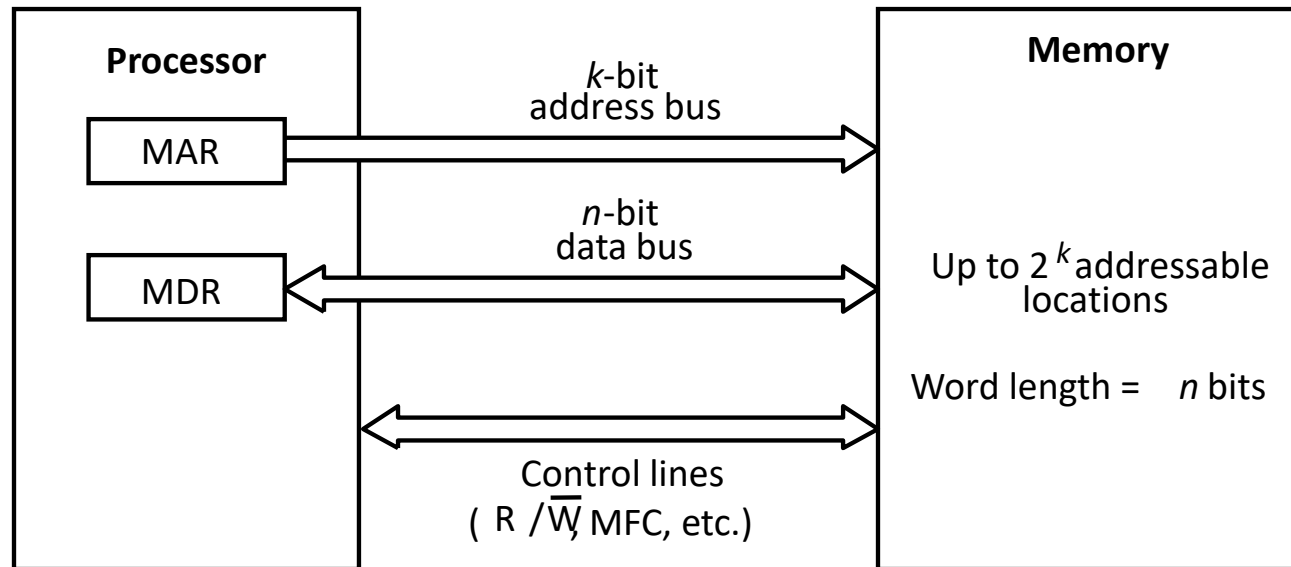 Processor
MAR
MDR
k-bit
address bus
n-bit
data bus
Control lines
( R / W̅, MFC, etc.)
Memory
Up to 2ᵏ addressable
locations
Word length = n bits